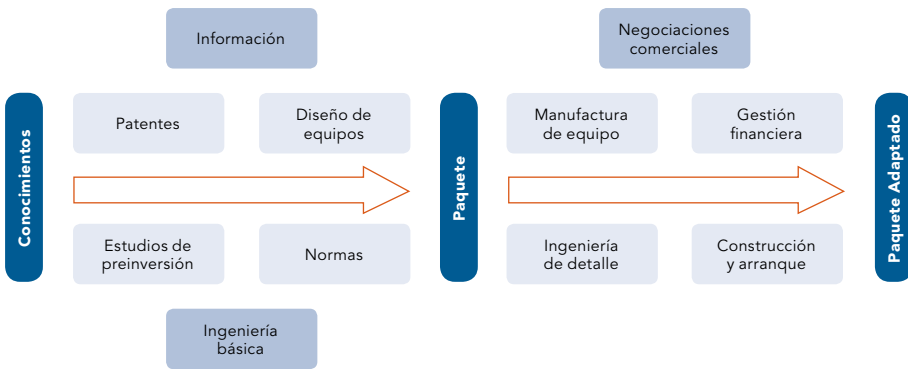 Información
Negociaciones
comerciales
Conocimientos
Patentes
Diseño de
equipos
Estudios de
preinversión
Normas
Ingeniería
básica
Paquete
Manufactura
de equipo
Gestión
financiera
Ingeniería
de detalle
Construcción
y arranque
Paquete Adaptado